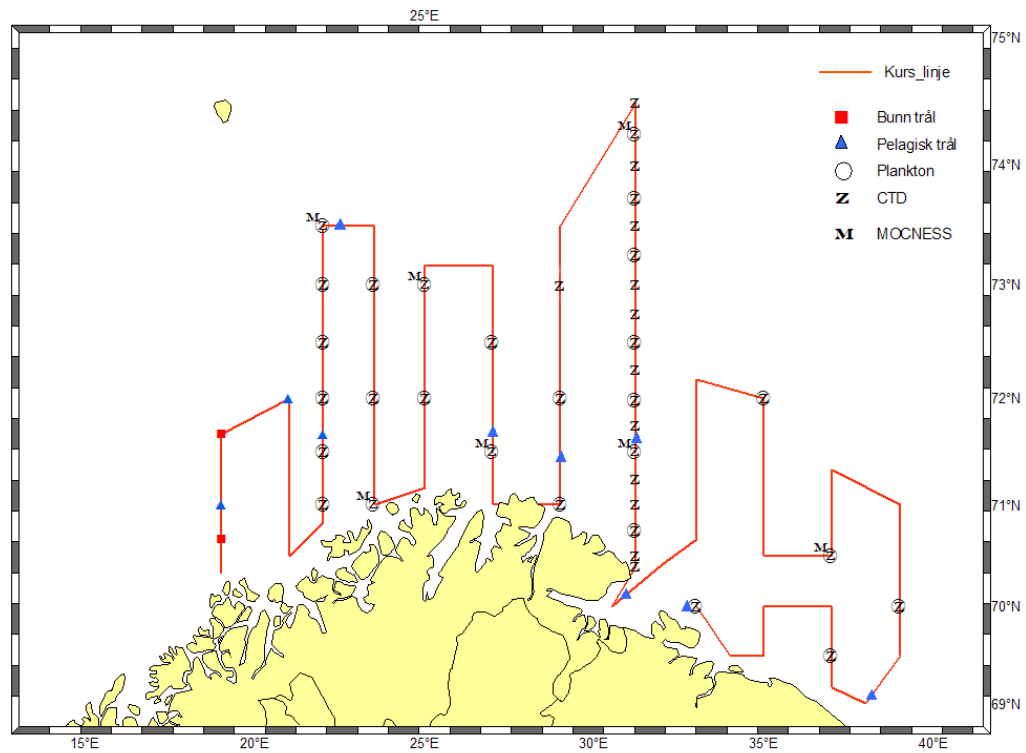 25°E
75°N
Kurs_linje
Bunn trål
Pelagisk trål
Plankton
Z CTD
M MOCNESS
74°N
73°N
72°N
71°N
70°N
69°N
15°E 20°E 25°E 30°E 35°E 40°E
Z
M Z
Z
Z
Z
M Z
Z
Z Z M Z Z Z
Z
Z Z Z
Z
Z Z Z Z Z Z
Z
Z M Z M Z
Z
Z M Z Z Z
Z
Z M Z
Z
Z Z
Z